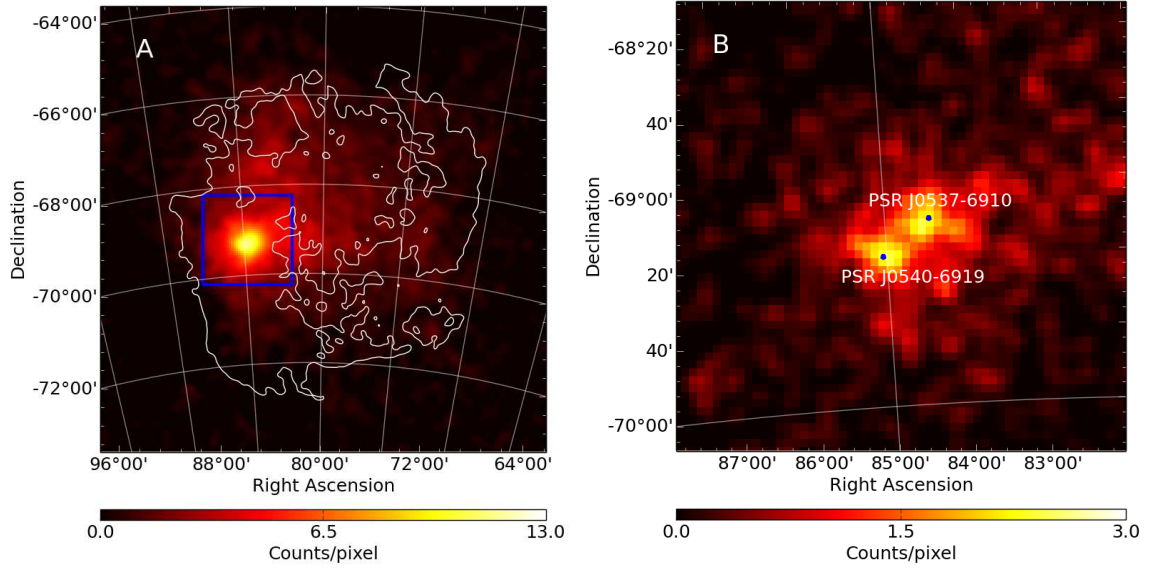 A
-64°00'
-66°00'
-68°00'
-70°00'
-72°00'
Declination
96°00' 88°00' 80°00' 72°00' 64°00'
Right Ascension
0.0 6.5 13.0
Counts/pixel
B
-68°20'
40'
-69°00'
20'
40'
-70°00'
Declination
PSR J0537-6910
PSR J0540-6919
87°00' 86°00' 85°00' 84°00' 83°00'
Right Ascension
0.0 1.5 3.0
Counts/pixel